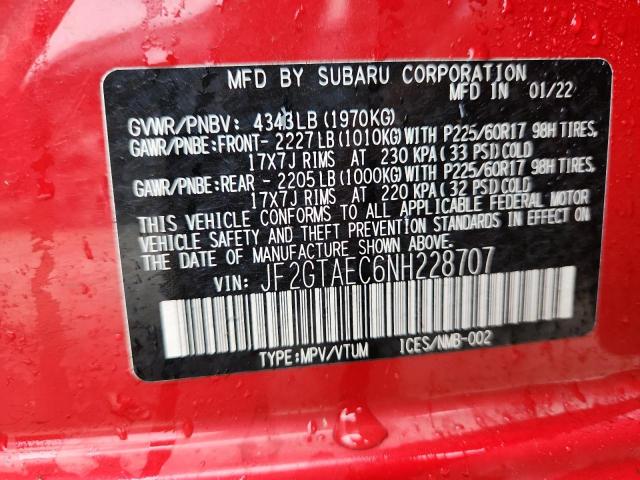 MFD BY SUBARU CORPORATION
MFD IN 01/22
GVWR/PNBV: 4343LB (1970KG)
GAWR/PNBE:FRONT- 2227LB(1010KG)WITH P225/60R17 98H TIRES,
17X7J RIMS AT 230 KPA(33 PSI)COLD
GAWR/PNBE:REAR - 2205LB(1000KG)WITH P225/60R17 98H TIRES,
17X7J RIMS AT 220 KPA(32 PSI)COLD
THIS VEHICLE CONFORMS TO ALL APPLICABLE FEDERAL MOTOR
VEHICLE SAFETY AND THEFT PREVENTION STANDARDS IN EFFECT ON
THE DATE OF MANUFACTURE SHOWN ABOVE.
VIN: JF2GTAEC6NH228707
TYPE:MPV/VTUM ICES/NMB-002